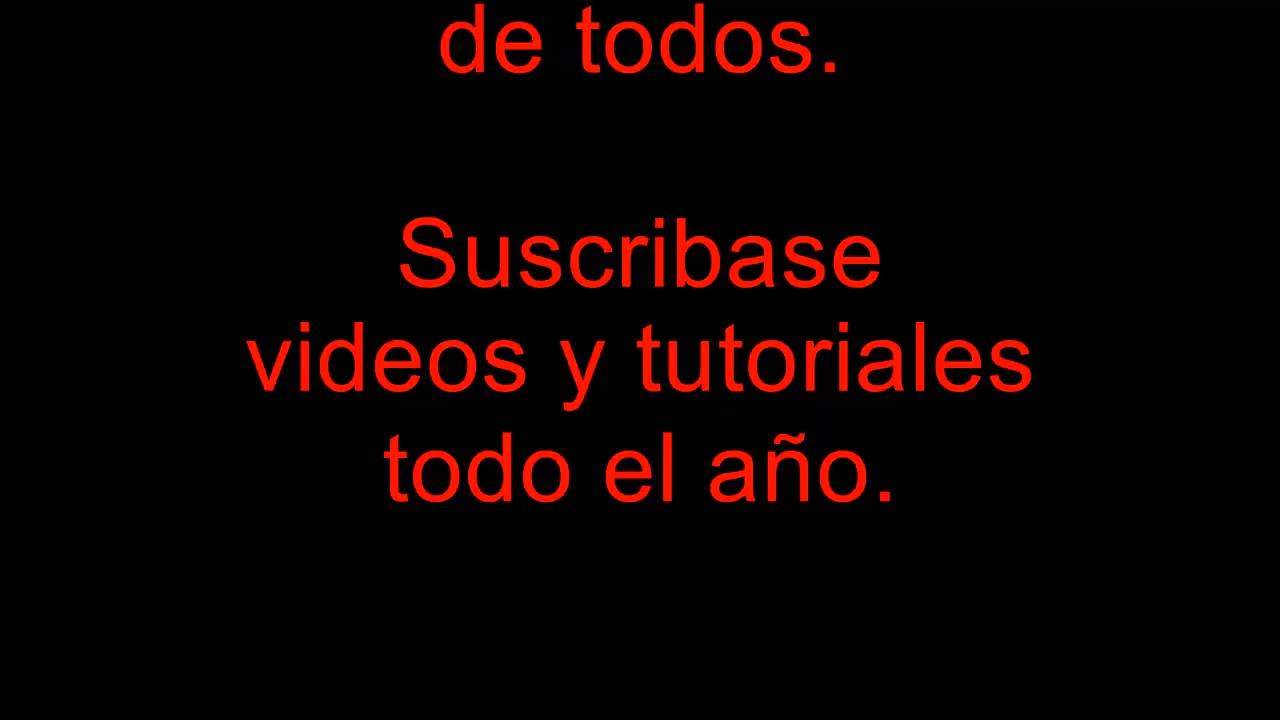 de todos.
Suscribase
videos y tutoriales
todo el año.